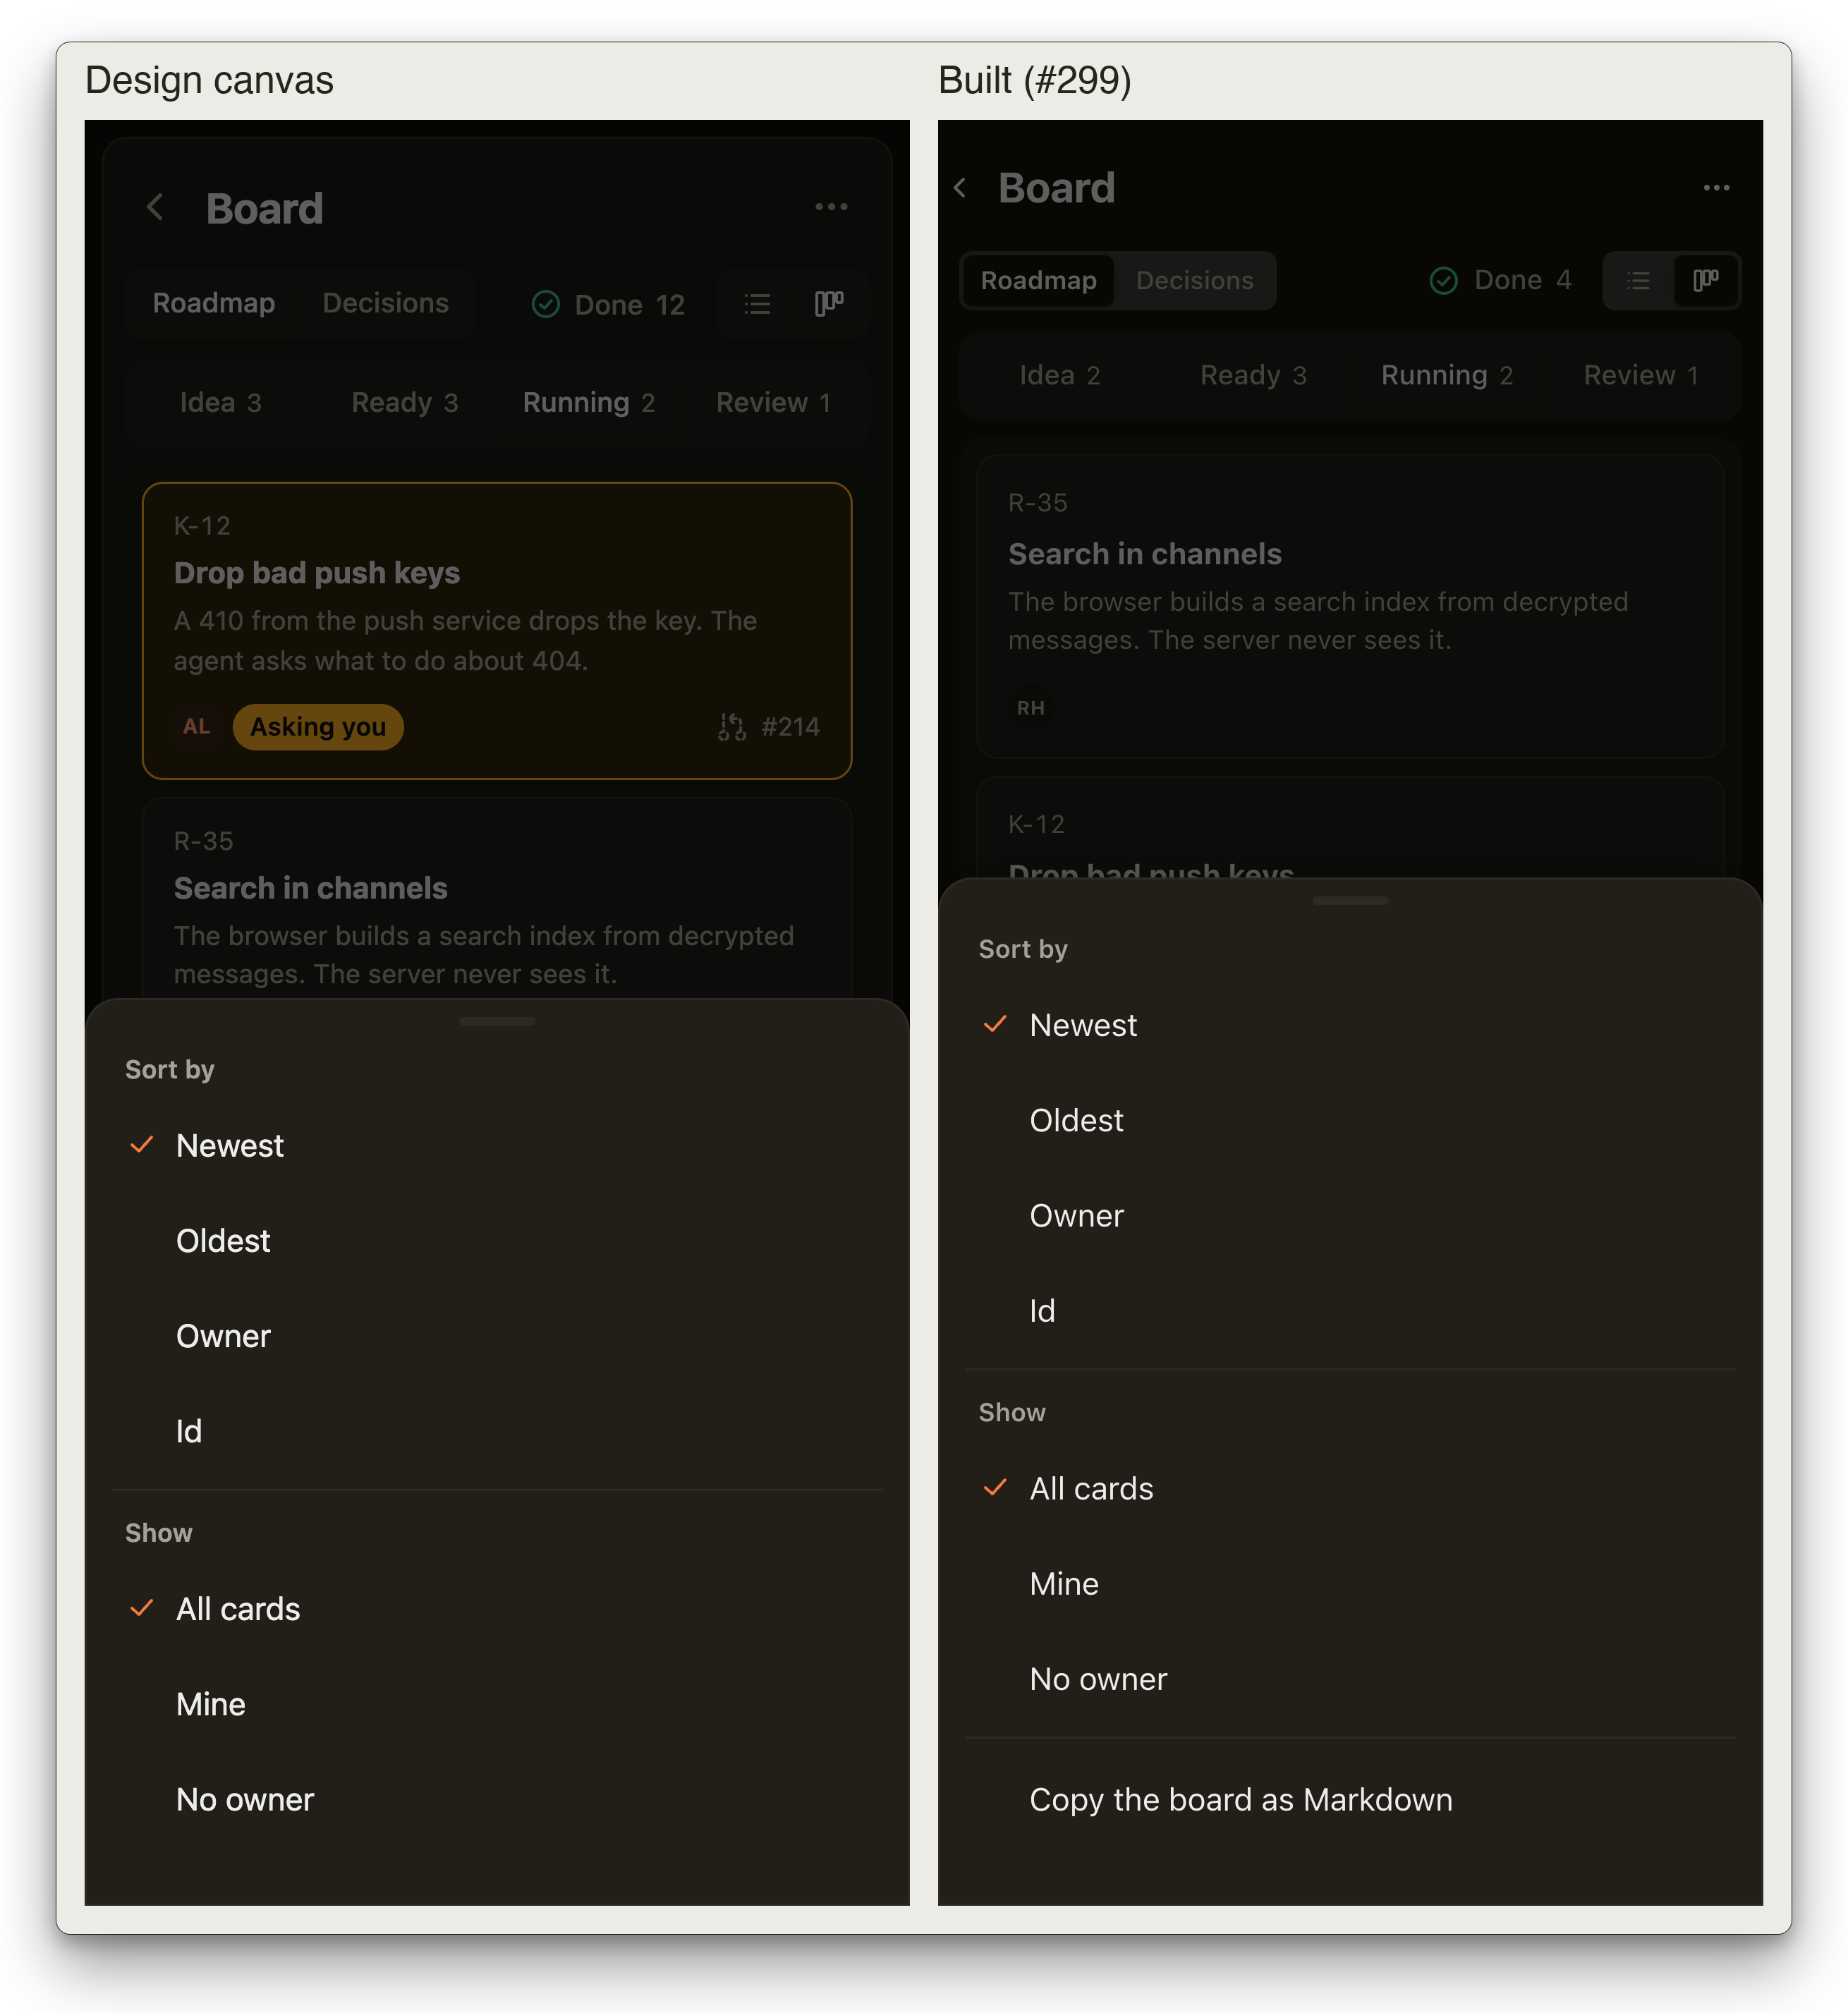 Design canvas
Board
Roadmap Decisions Done 12
Idea 3 Ready 3 Running 2 Review 1
K-12
Drop bad push keys
A 410 from the push service drops the key. The
agent asks what to do about 404.
AL Asking you #214
R-35
Search in channels
The browser builds a search index from decrypted
messages. The server never sees it.
Sort by
Newest
Oldest
Owner
Id
Show
All cards
Mine
No owner
Built (#299)
Board
Roadmap Decisions Done 4
Idea 2 Ready 3 Running 2 Review 1
R-35
Search in channels
The browser builds a search index from decrypted
messages. The server never sees it.
RH
K-12
Drop bad push keys
Sort by
Newest
Oldest
Owner
Id
Show
All cards
Mine
No owner
Copy the board as Markdown